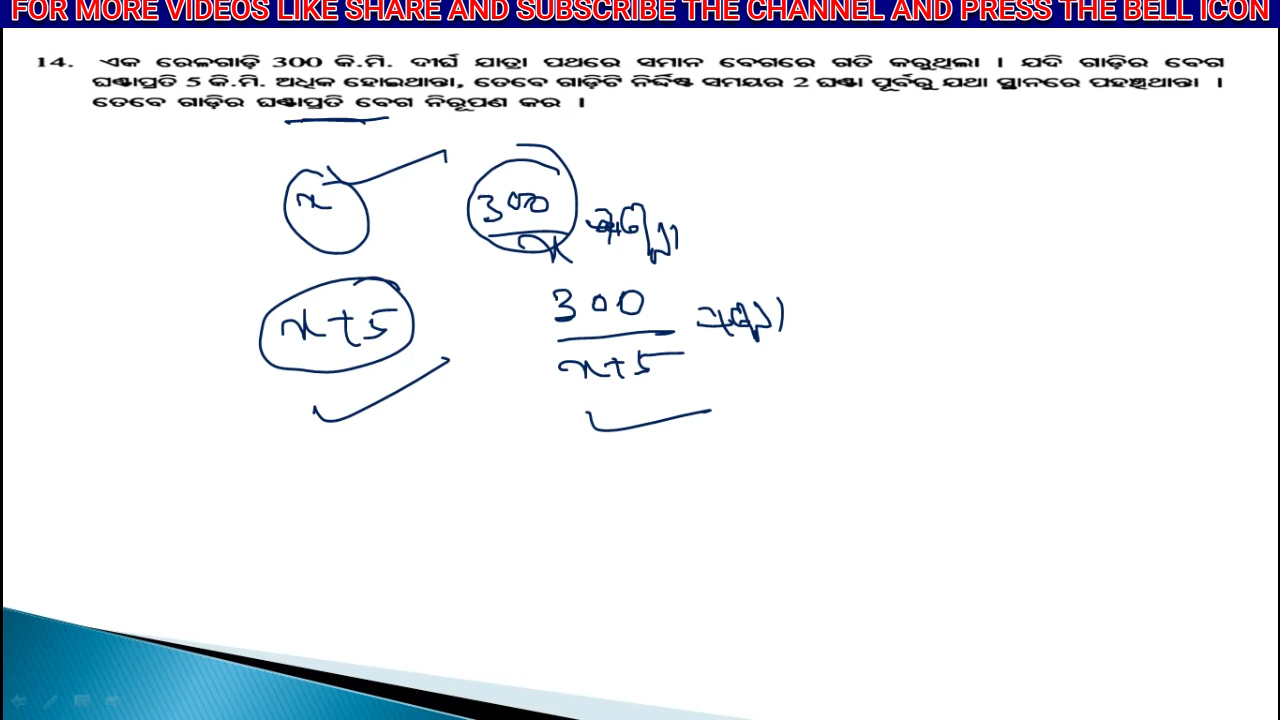 FOR MORE VIDEOS LIKE SHARE AND SUBSCRIBE THE CHANNEL AND PRESS THE BELL ICON
14. ଏକ ରେଳଗାଡ଼ି 300 କି.ମି. ଦୀର୍ଘ ଯାତ୍ରା ପଥରେ ସମାନ ବେଗରେ ଗତି କରୁଥିଲା । ଯଦି ଗାଡ଼ିର ବେଗ
ଘଣ୍ଟାପ୍ରତି 5 କି.ମି. ଅଧିକ ହୋଇଥାନ୍ତା, ତେବେ ଗାଡ଼ିଟି ନିର୍ଦ୍ଦିଷ୍ଟ ସମୟର 2 ଘଣ୍ଟା ପୂର୍ବରୁ ଯଥା ସ୍ଥାନରେ ପହଞ୍ଚିଥାନ୍ତା ।
ତେବେ ଗାଡ଼ିର ଘଣ୍ଟାପ୍ରତି ବେଗ ନିରୂପଣ କର ।
x
300
x
x+5
300
x+5